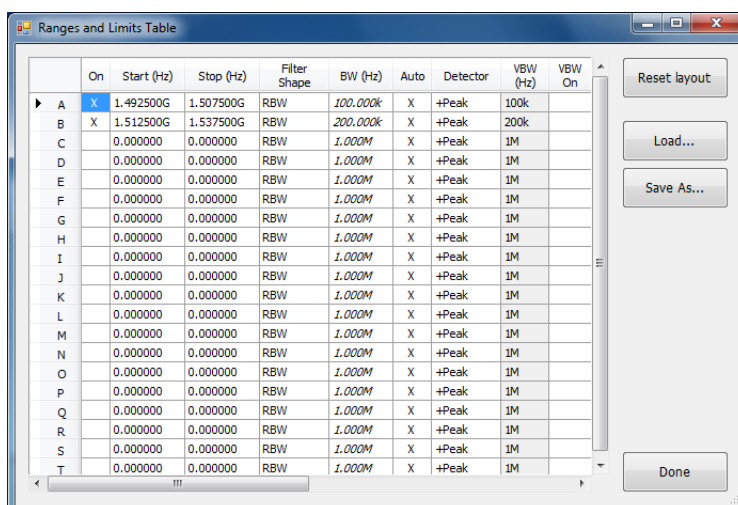 Ranges and Limits Table
On Start (Hz) Stop (Hz) Filter Shape BW (Hz) Auto Detector VBW (Hz) VBW On
A X 1.492500G 1.507500G RBW 100.000k X +Peak 100k
B X 1.512500G 1.537500G RBW 200.000k X +Peak 200k
C 0.000000 0.000000 RBW 1.000M X +Peak 1M
D 0.000000 0.000000 RBW 1.000M X +Peak 1M
E 0.000000 0.000000 RBW 1.000M X +Peak 1M
F 0.000000 0.000000 RBW 1.000M X +Peak 1M
G 0.000000 0.000000 RBW 1.000M X +Peak 1M
H 0.000000 0.000000 RBW 1.000M X +Peak 1M
I 0.000000 0.000000 RBW 1.000M X +Peak 1M
J 0.000000 0.000000 RBW 1.000M X +Peak 1M
K 0.000000 0.000000 RBW 1.000M X +Peak 1M
L 0.000000 0.000000 RBW 1.000M X +Peak 1M
M 0.000000 0.000000 RBW 1.000M X +Peak 1M
N 0.000000 0.000000 RBW 1.000M X +Peak 1M
O 0.000000 0.000000 RBW 1.000M X +Peak 1M
P 0.000000 0.000000 RBW 1.000M X +Peak 1M
Q 0.000000 0.000000 RBW 1.000M X +Peak 1M
R 0.000000 0.000000 RBW 1.000M X +Peak 1M
S 0.000000 0.000000 RBW 1.000M X +Peak 1M
T 0.000000 0.000000 RBW 1.000M X +Peak 1M
Reset layout
Load...
Save As...
Done